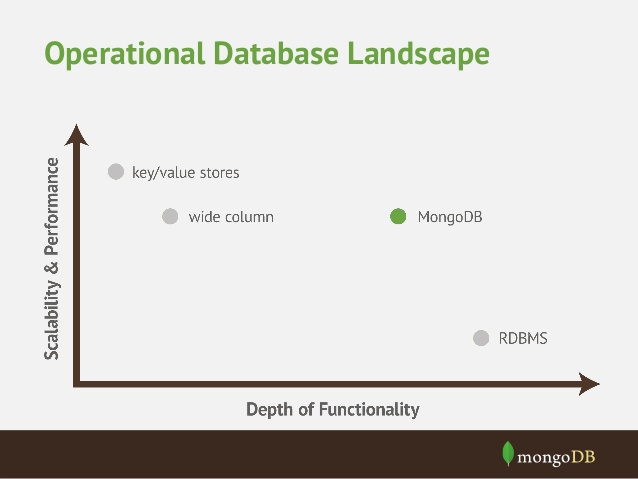 Operational Database Landscape
Scalability & Performance
key/value stores
wide column
MongoDB
RDBMS
Depth of Functionality
mongoDB